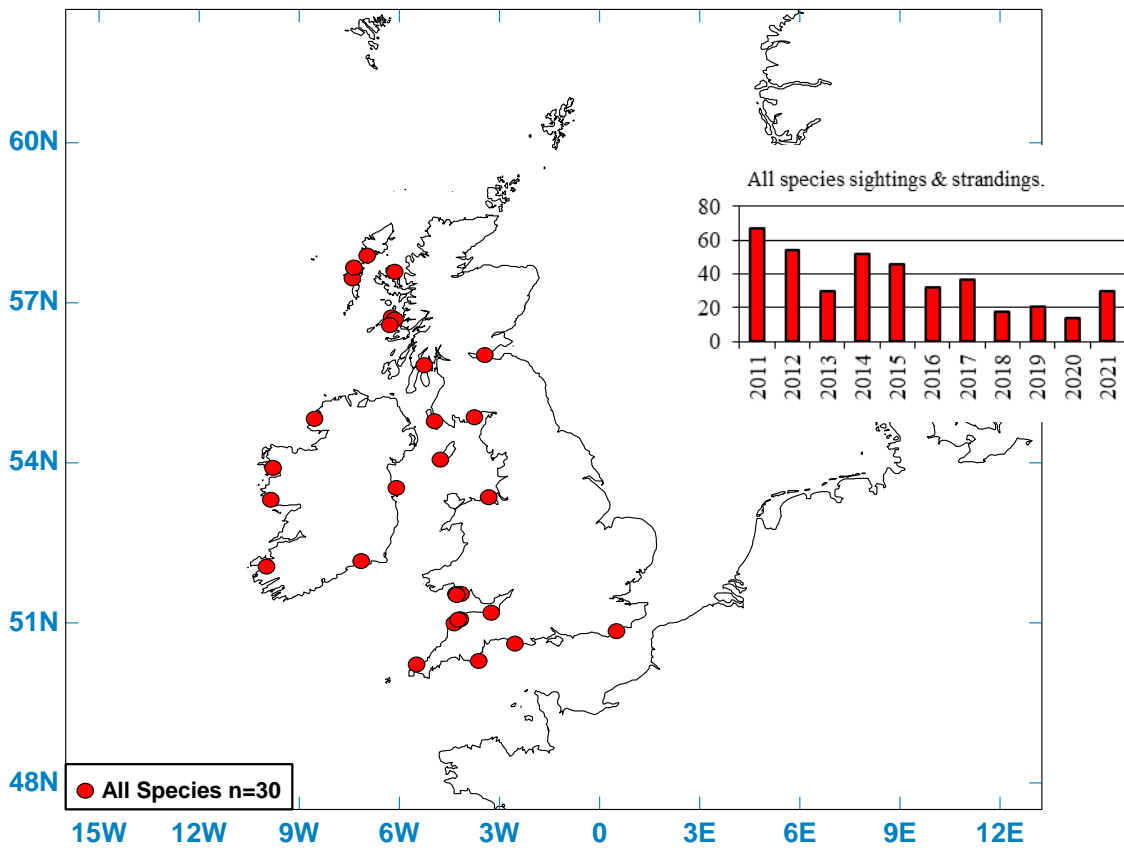 60N
57N
54N
51N
48N
All species sightings & strandings.
80
60
40
20
0
2011
2012
2013
2014
2015
2016
2017
2018
2019
2020
2021
All Species n=30
15W 12W 9W 6W 3W 0 3E 6E 9E 12E